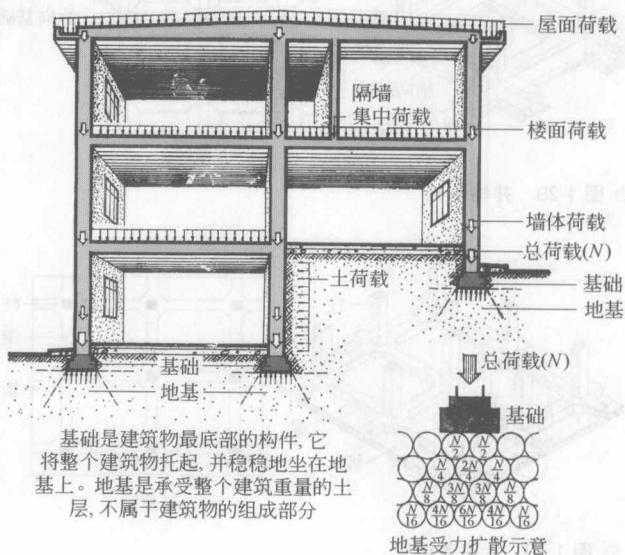 屋面荷载
隔墙
集中荷载
楼面荷载
图 1-29 井
墙体荷载
总荷载(N)
土荷载
基础
地基
基础
地基
总荷载(N)
基础
基础是建筑物最底部的构件, 它
将整个建筑物托起, 并稳稳地坐在地
基上。地基是承受整个建筑重量的土
层, 不属于建筑物的组成部分
N/2 N/2
N/4 2N/4 N/4
N/8 3N/8 3N/8 N/8
N/16 4N/16 6N/16 4N/16 N/16
地基受力扩散示意